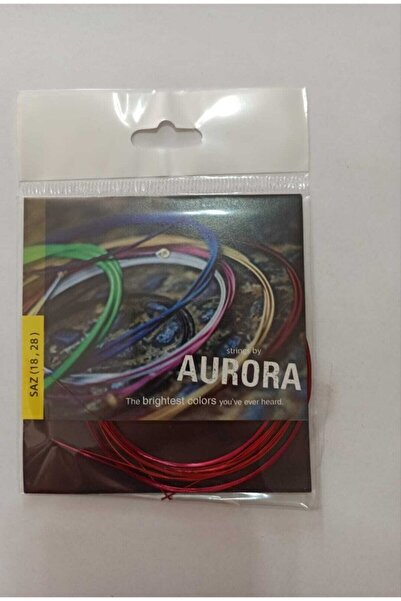 SAZ (18 , 28 )
strings by
AURORA
The brightest colors you've ever heard.